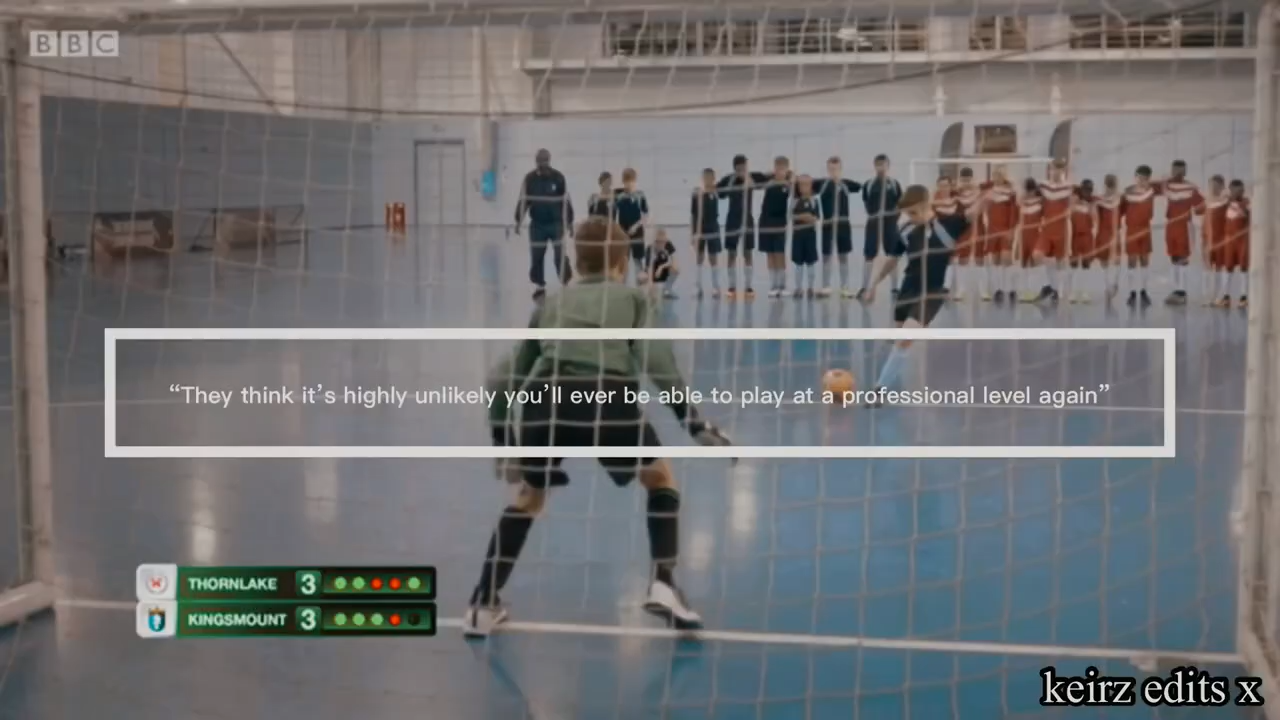 BBC
“They think it’s highly unlikely you’ll ever be able to play at a professional level again”
THORNLAKE 3
KINGSMOUNT 3
keirz edits x